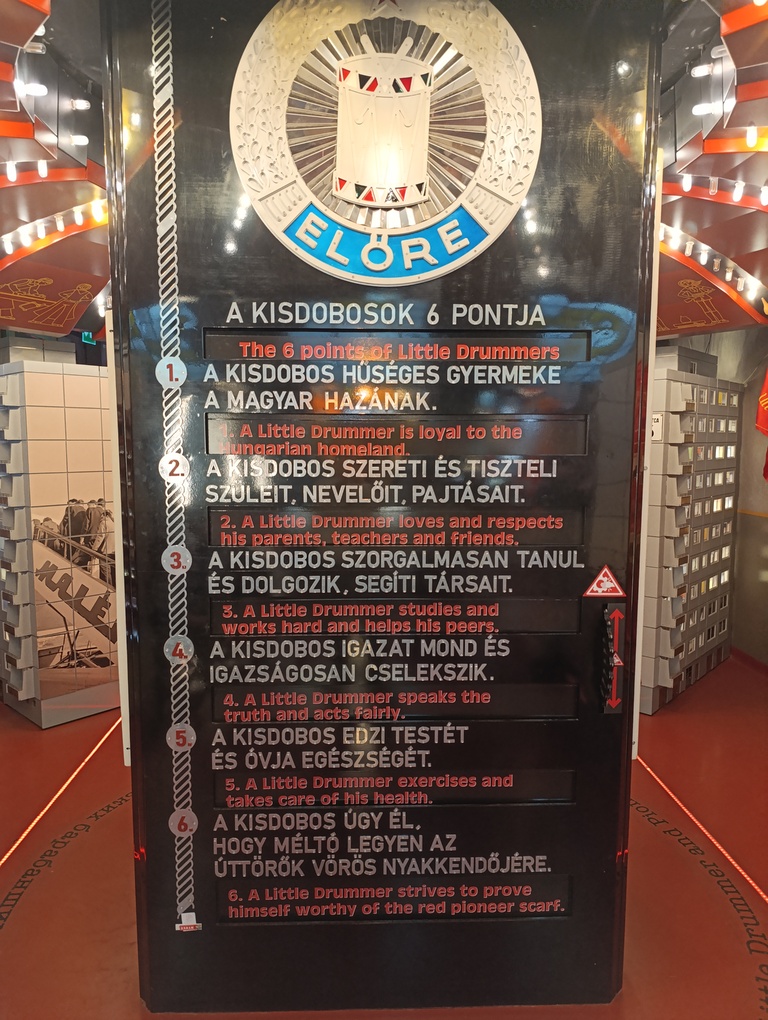 ELŐRE
A KISDOBOSOK 6 PONTJA
The 6 points of Little Drummers
1.
A KISDOBOS HŰSÉGES GYERMEKE
A MAGYAR HAZÁNAK.
1. A Little Drummer is loyal to the
Hungarian homeland.
2.
A KISDOBOS SZERETI ÉS TISZTELI
SZÜLEIT, NEVELŐIT, PAJTÁSAIT.
2. A Little Drummer loves and respects
his parents, teachers and friends.
3.
A KISDOBOS SZORGALMASAN TANUL
ÉS DOLGOZIK, SEGÍTI TÁRSAIT.
3. A Little Drummer studies and
works hard and helps his peers.
4.
A KISDOBOS IGAZAT MOND ÉS
IGAZSÁGOSAN CSELEKSZIK.
4. A Little Drummer speaks the
truth and acts fairly.
5.
A KISDOBOS EDZI TESTÉT
ÉS ÓVJA EGÉSZSÉGÉT.
5. A Little Drummer exercises and
takes care of his health.
6.
A KISDOBOS ÚGY ÉL,
HOGY MÉLTÓ LEGYEN AZ
ÚTTÖRŐK VÖRÖS NYAKKENDŐJÉRE.
6. A Little Drummer strives to prove
himself worthy of the red pioneer scarf.
KALÉ
Little Drummer and